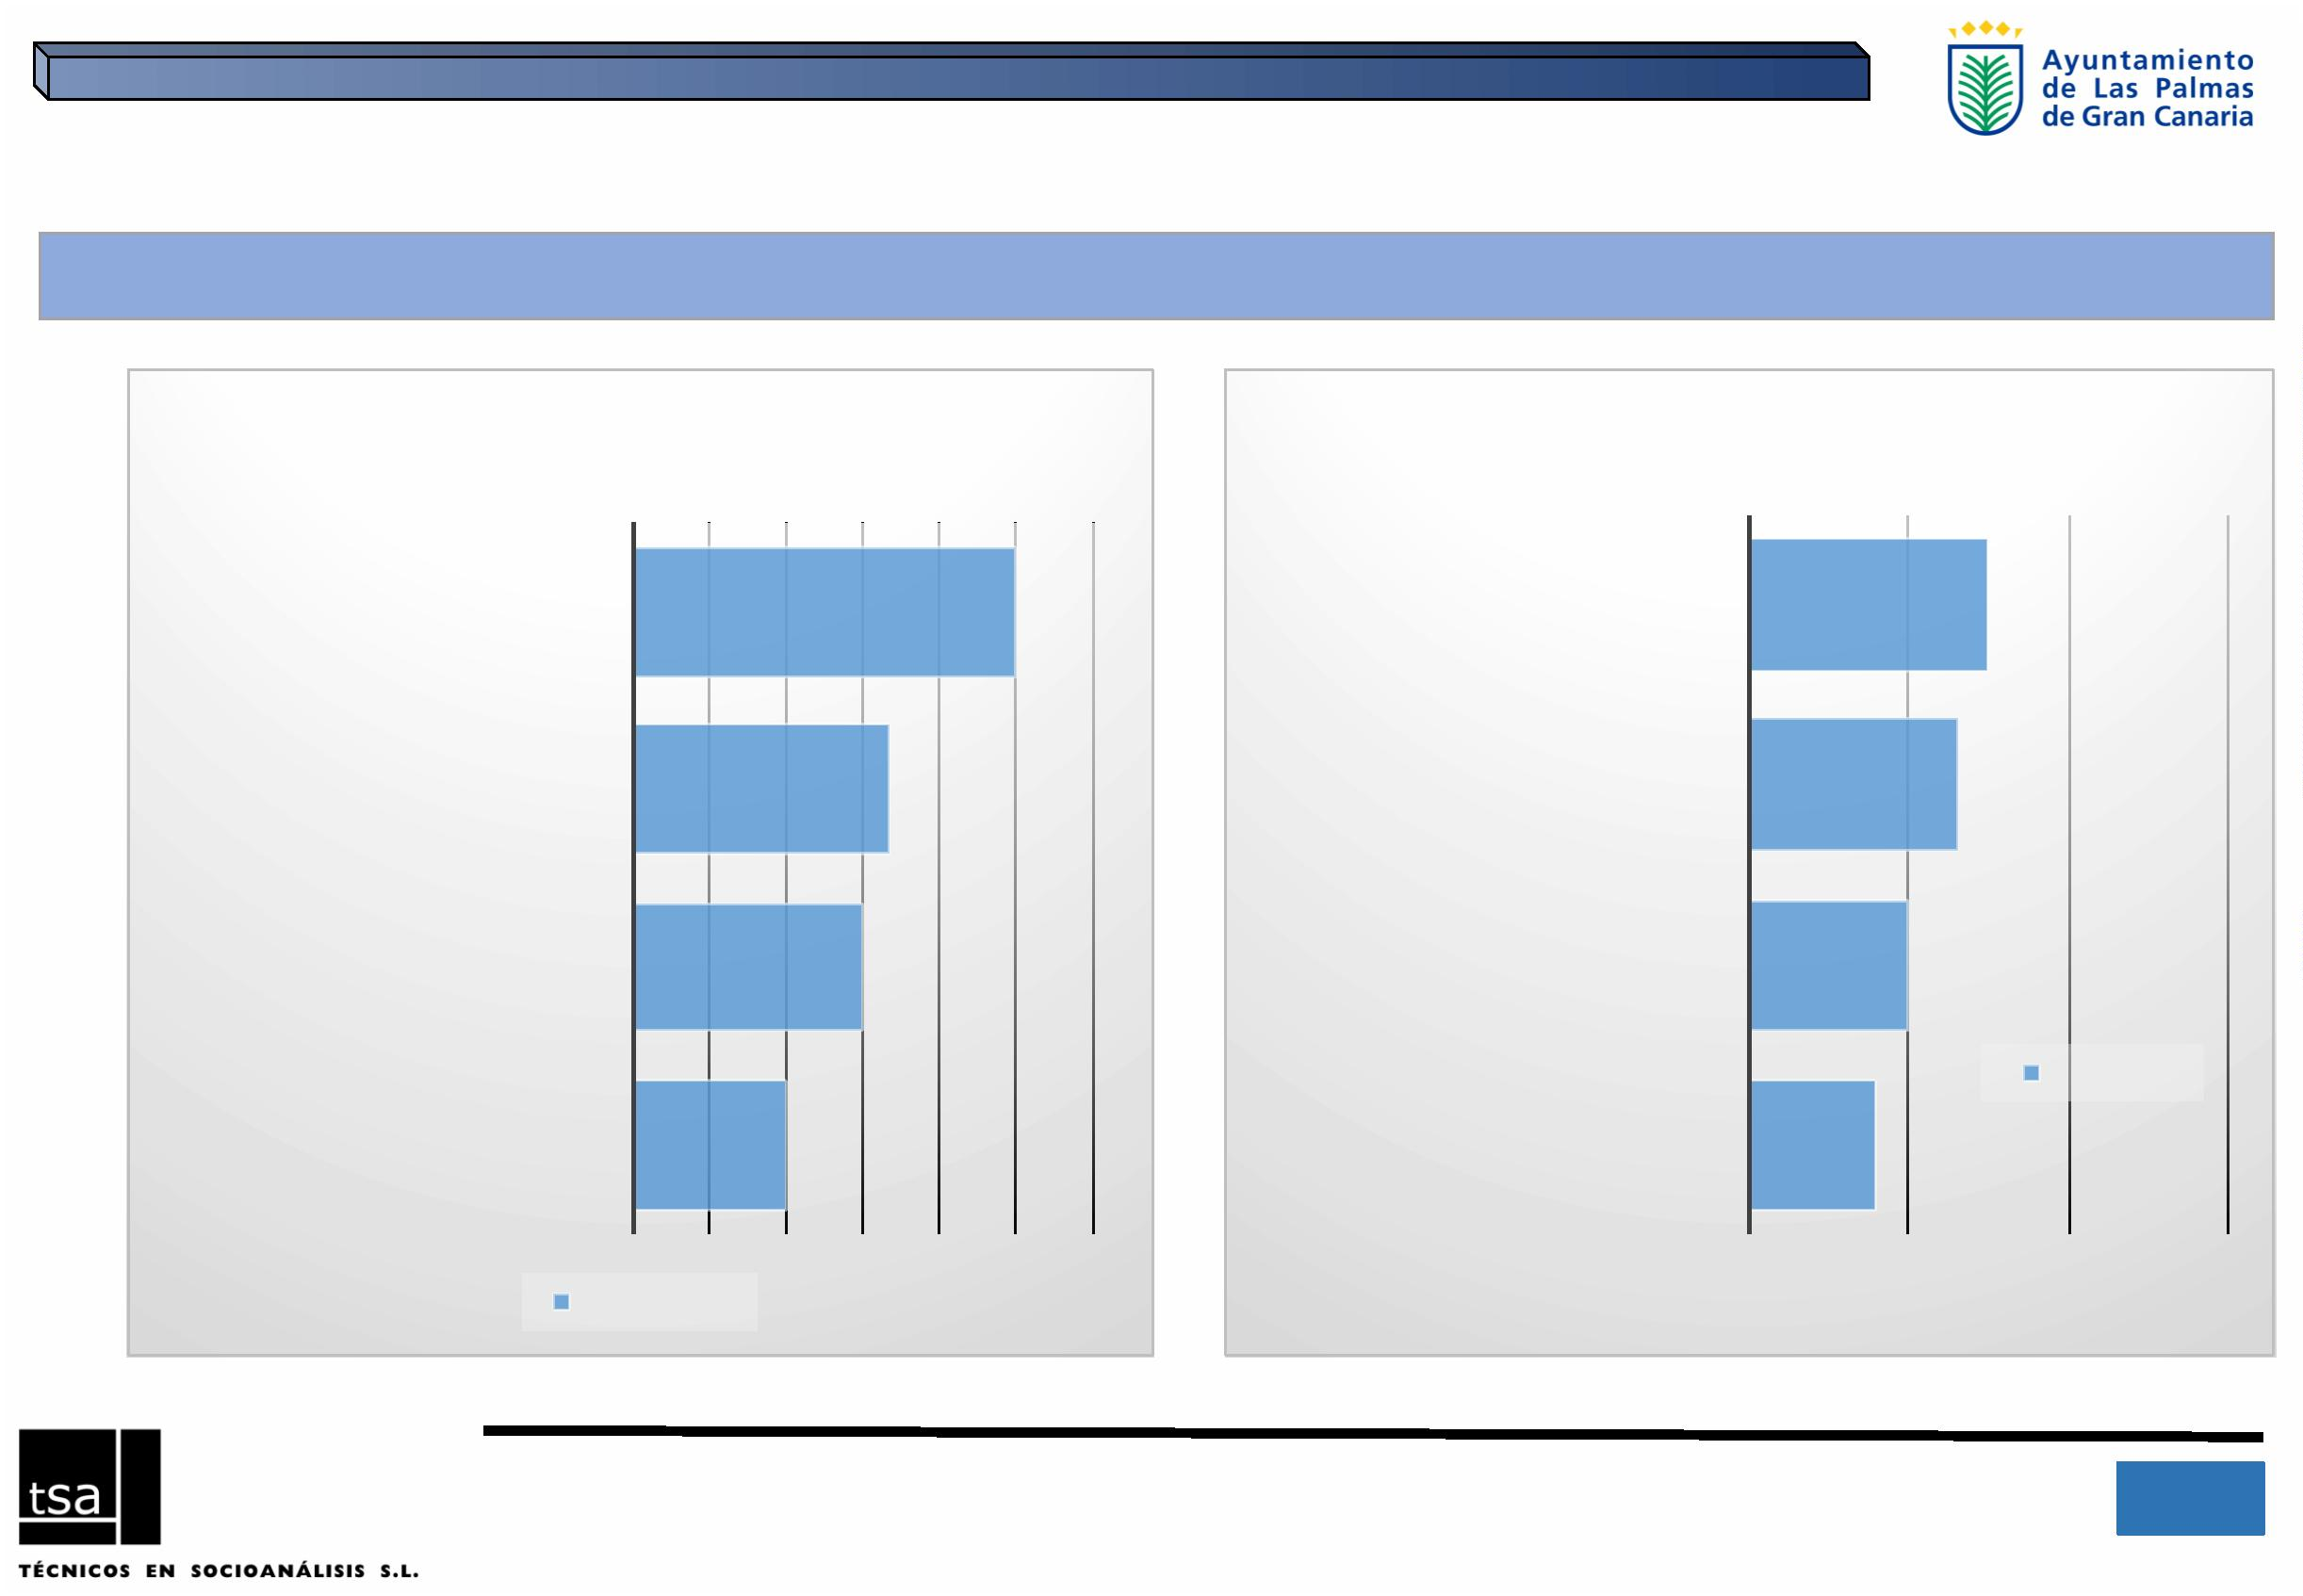 Ayuntamiento
de Las Palmas
de Gran Canaria
tsa
TÉCNICOS EN SOCIOANÁLISIS S.L.